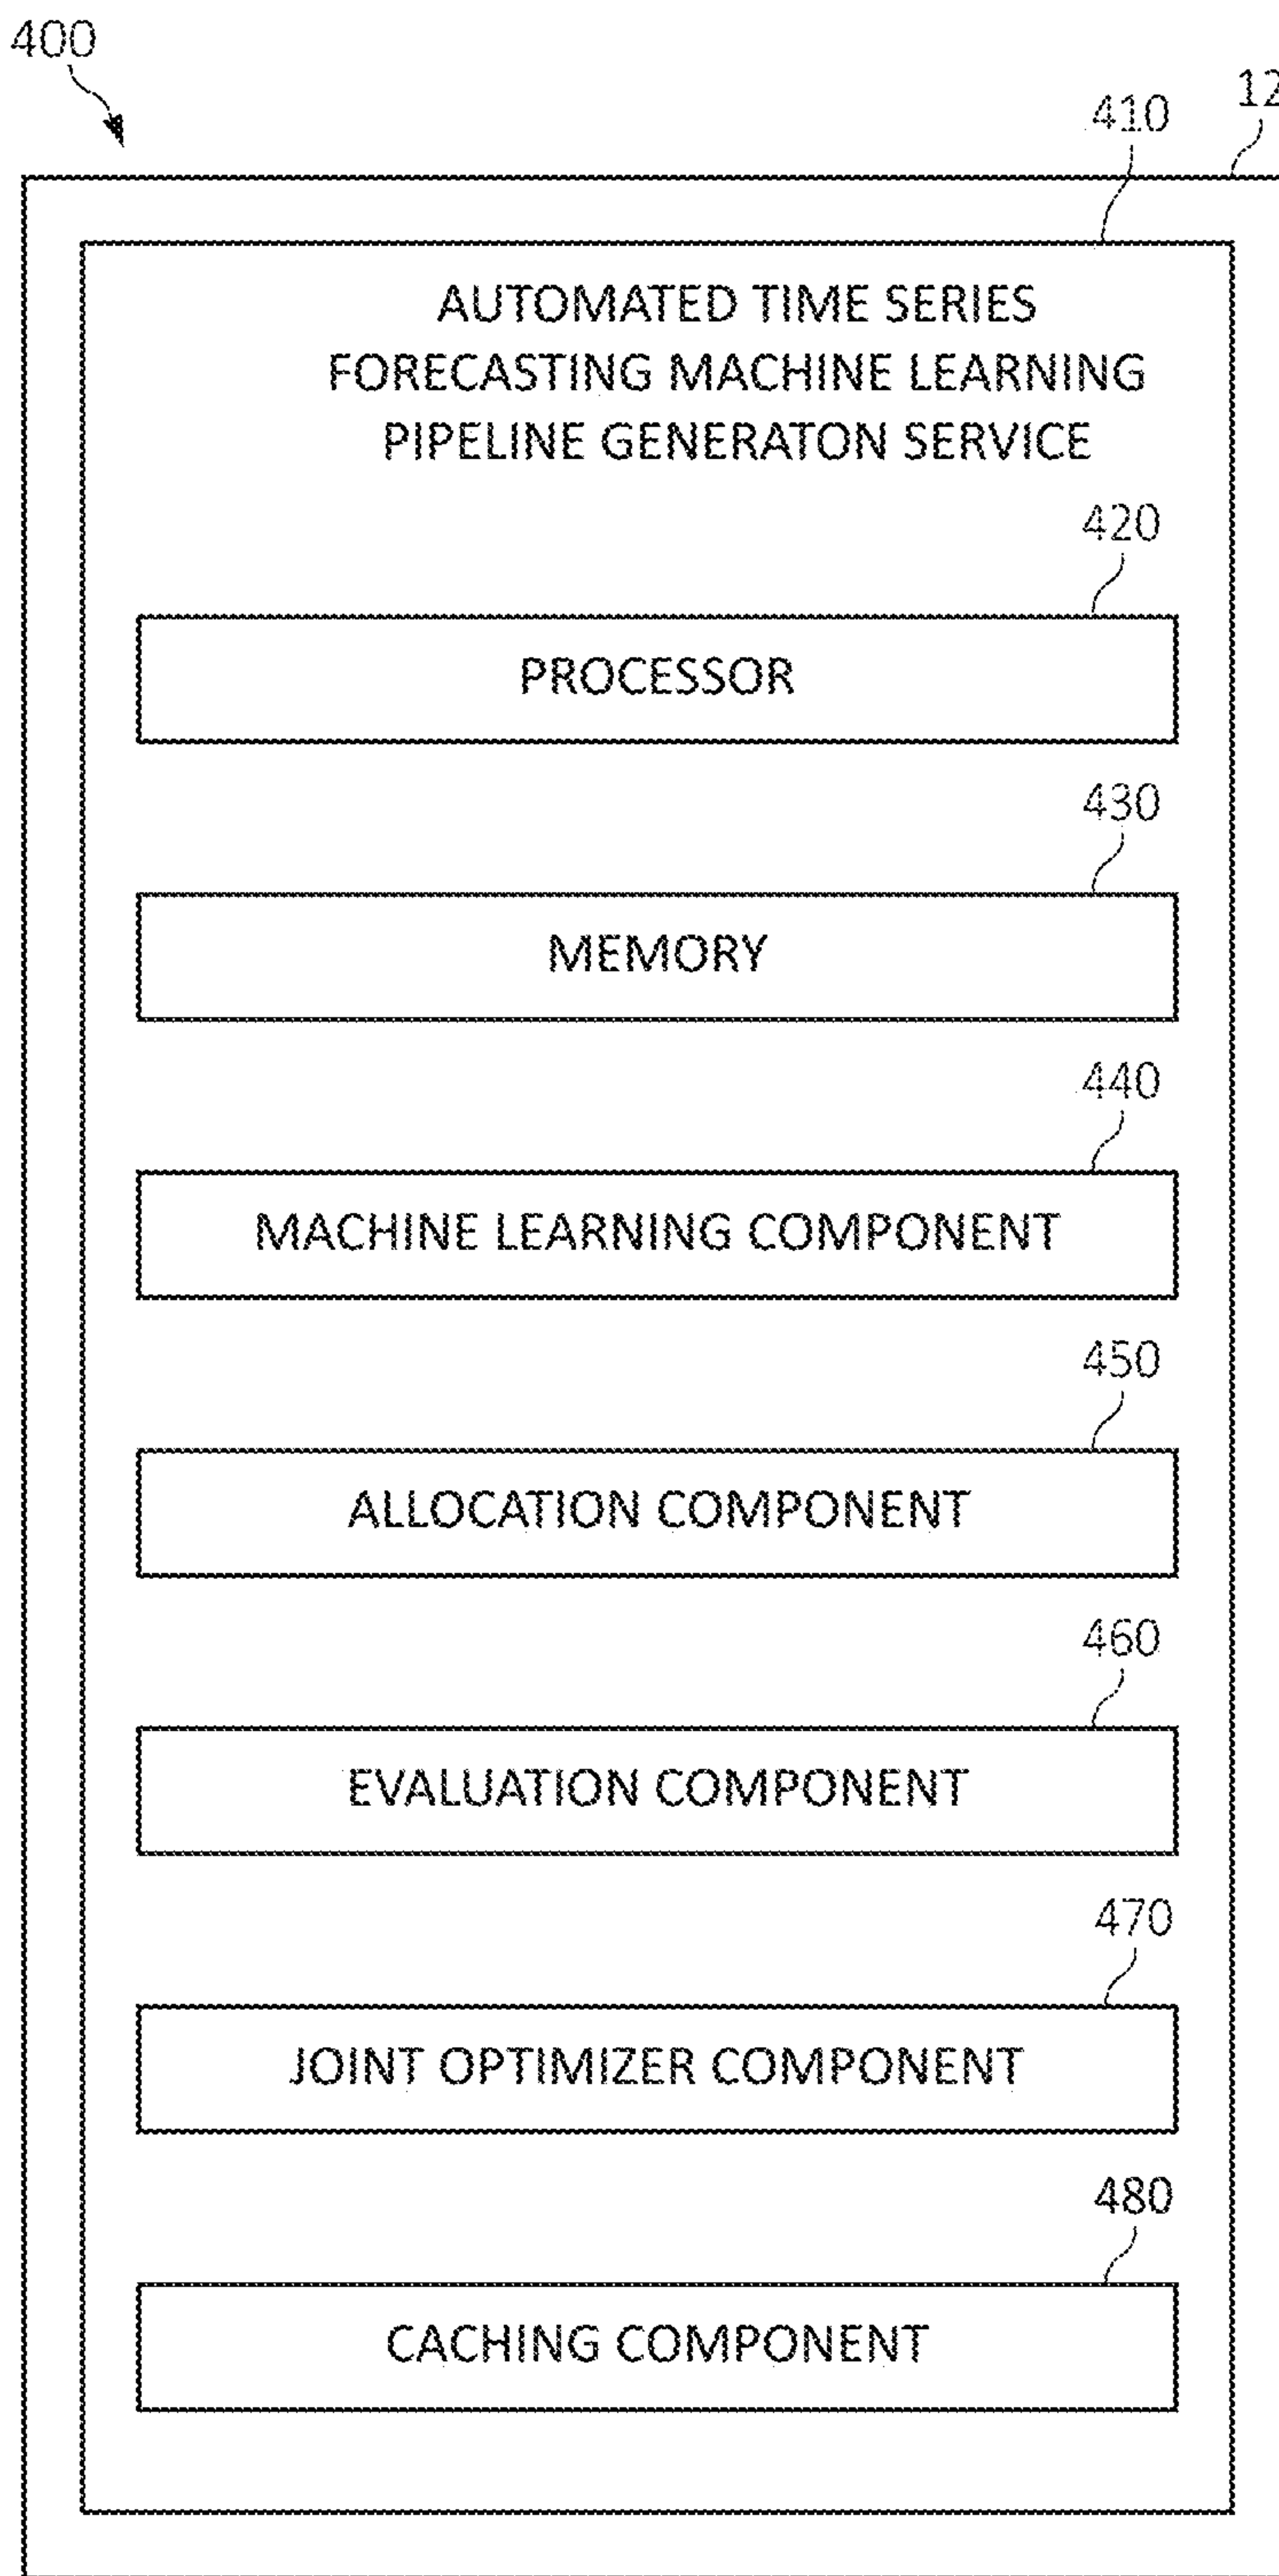 400
12
410
AUTOMATED TIME SERIES
FORECASTING MACHINE LEARNING
PIPELINE GENERATON SERVICE
420
PROCESSOR
430
MEMORY
440
MACHINE LEARNING COMPONENT
450
ALLOCATION COMPONENT
460
EVALUATION COMPONENT
470
JOINT OPTIMIZER COMPONENT
480
CACHING COMPONENT